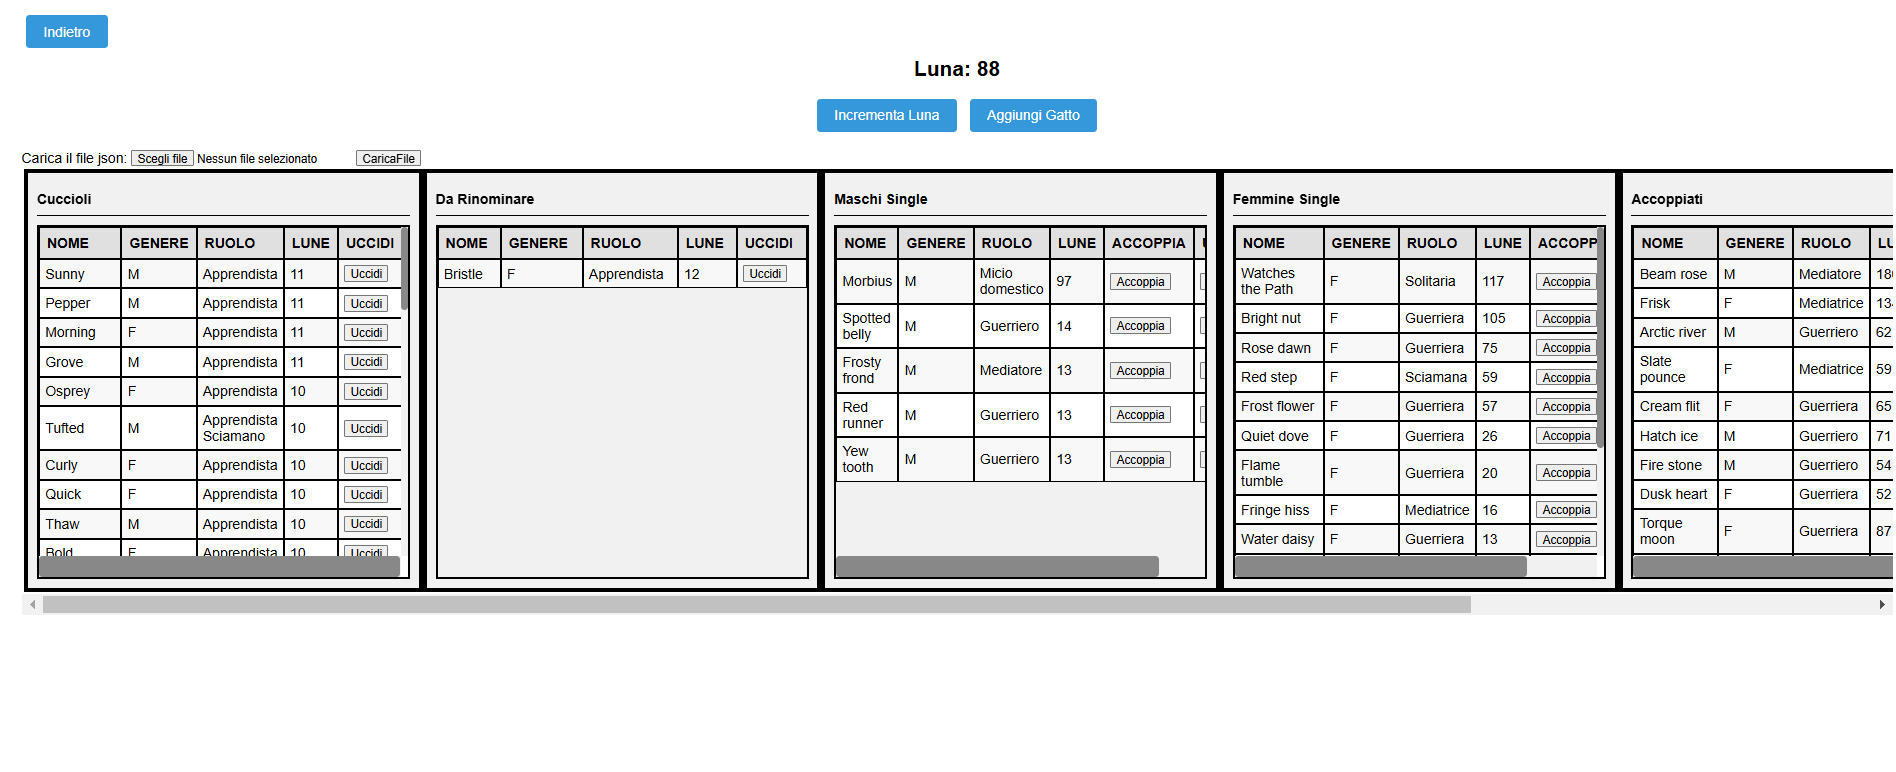 Indietro
Luna: 88
Incrementa Luna Aggiungi Gatto
Carica il file json: Scegli file Nessun file selezionato CaricaFile
Cuccioli
NOME GENERE RUOLO LUNE UCCIDI
Sunny M Apprendista 11 Uccidi
Pepper M Apprendista 11 Uccidi
Morning F Apprendista 11 Uccidi
Grove M Apprendista 11 Uccidi
Osprey F Apprendista 10 Uccidi
Tufted M Apprendista Sciamano 10 Uccidi
Curly F Apprendista 10 Uccidi
Quick F Apprendista 10 Uccidi
Thaw M Apprendista 10 Uccidi
Bold F Apprendista 10 Uccidi
Da Rinominare
NOME GENERE RUOLO LUNE UCCIDI
Bristle F Apprendista 12 Uccidi
Maschi Single
NOME GENERE RUOLO LUNE ACCOPPIA
Morbius M Micio domestico 97 Accoppia
Spotted belly M Guerriero 14 Accoppia
Frosty frond M Mediatore 13 Accoppia
Red runner M Guerriero 13 Accoppia
Yew tooth M Guerriero 13 Accoppia
Femmine Single
NOME GENERE RUOLO LUNE ACCOPP
Watches the Path F Solitaria 117 Accoppia
Bright nut F Guerriera 105 Accoppia
Rose dawn F Guerriera 75 Accoppia
Red step F Sciamana 59 Accoppia
Frost flower F Guerriera 57 Accoppia
Quiet dove F Guerriera 26 Accoppia
Flame tumble F Guerriera 20 Accoppia
Fringe hiss F Mediatrice 16 Accoppia
Water daisy F Guerriera 13 Accoppia
Accoppiati
NOME GENERE RUOLO LU
Beam rose M Mediatore 18
Frisk F Mediatrice 13
Arctic river M Guerriero 62
Slate pounce F Mediatrice 59
Cream flit F Guerriera 65
Hatch ice M Guerriero 71
Fire stone M Guerriero 54
Dusk heart F Guerriera 52
Torque moon F Guerriera 87